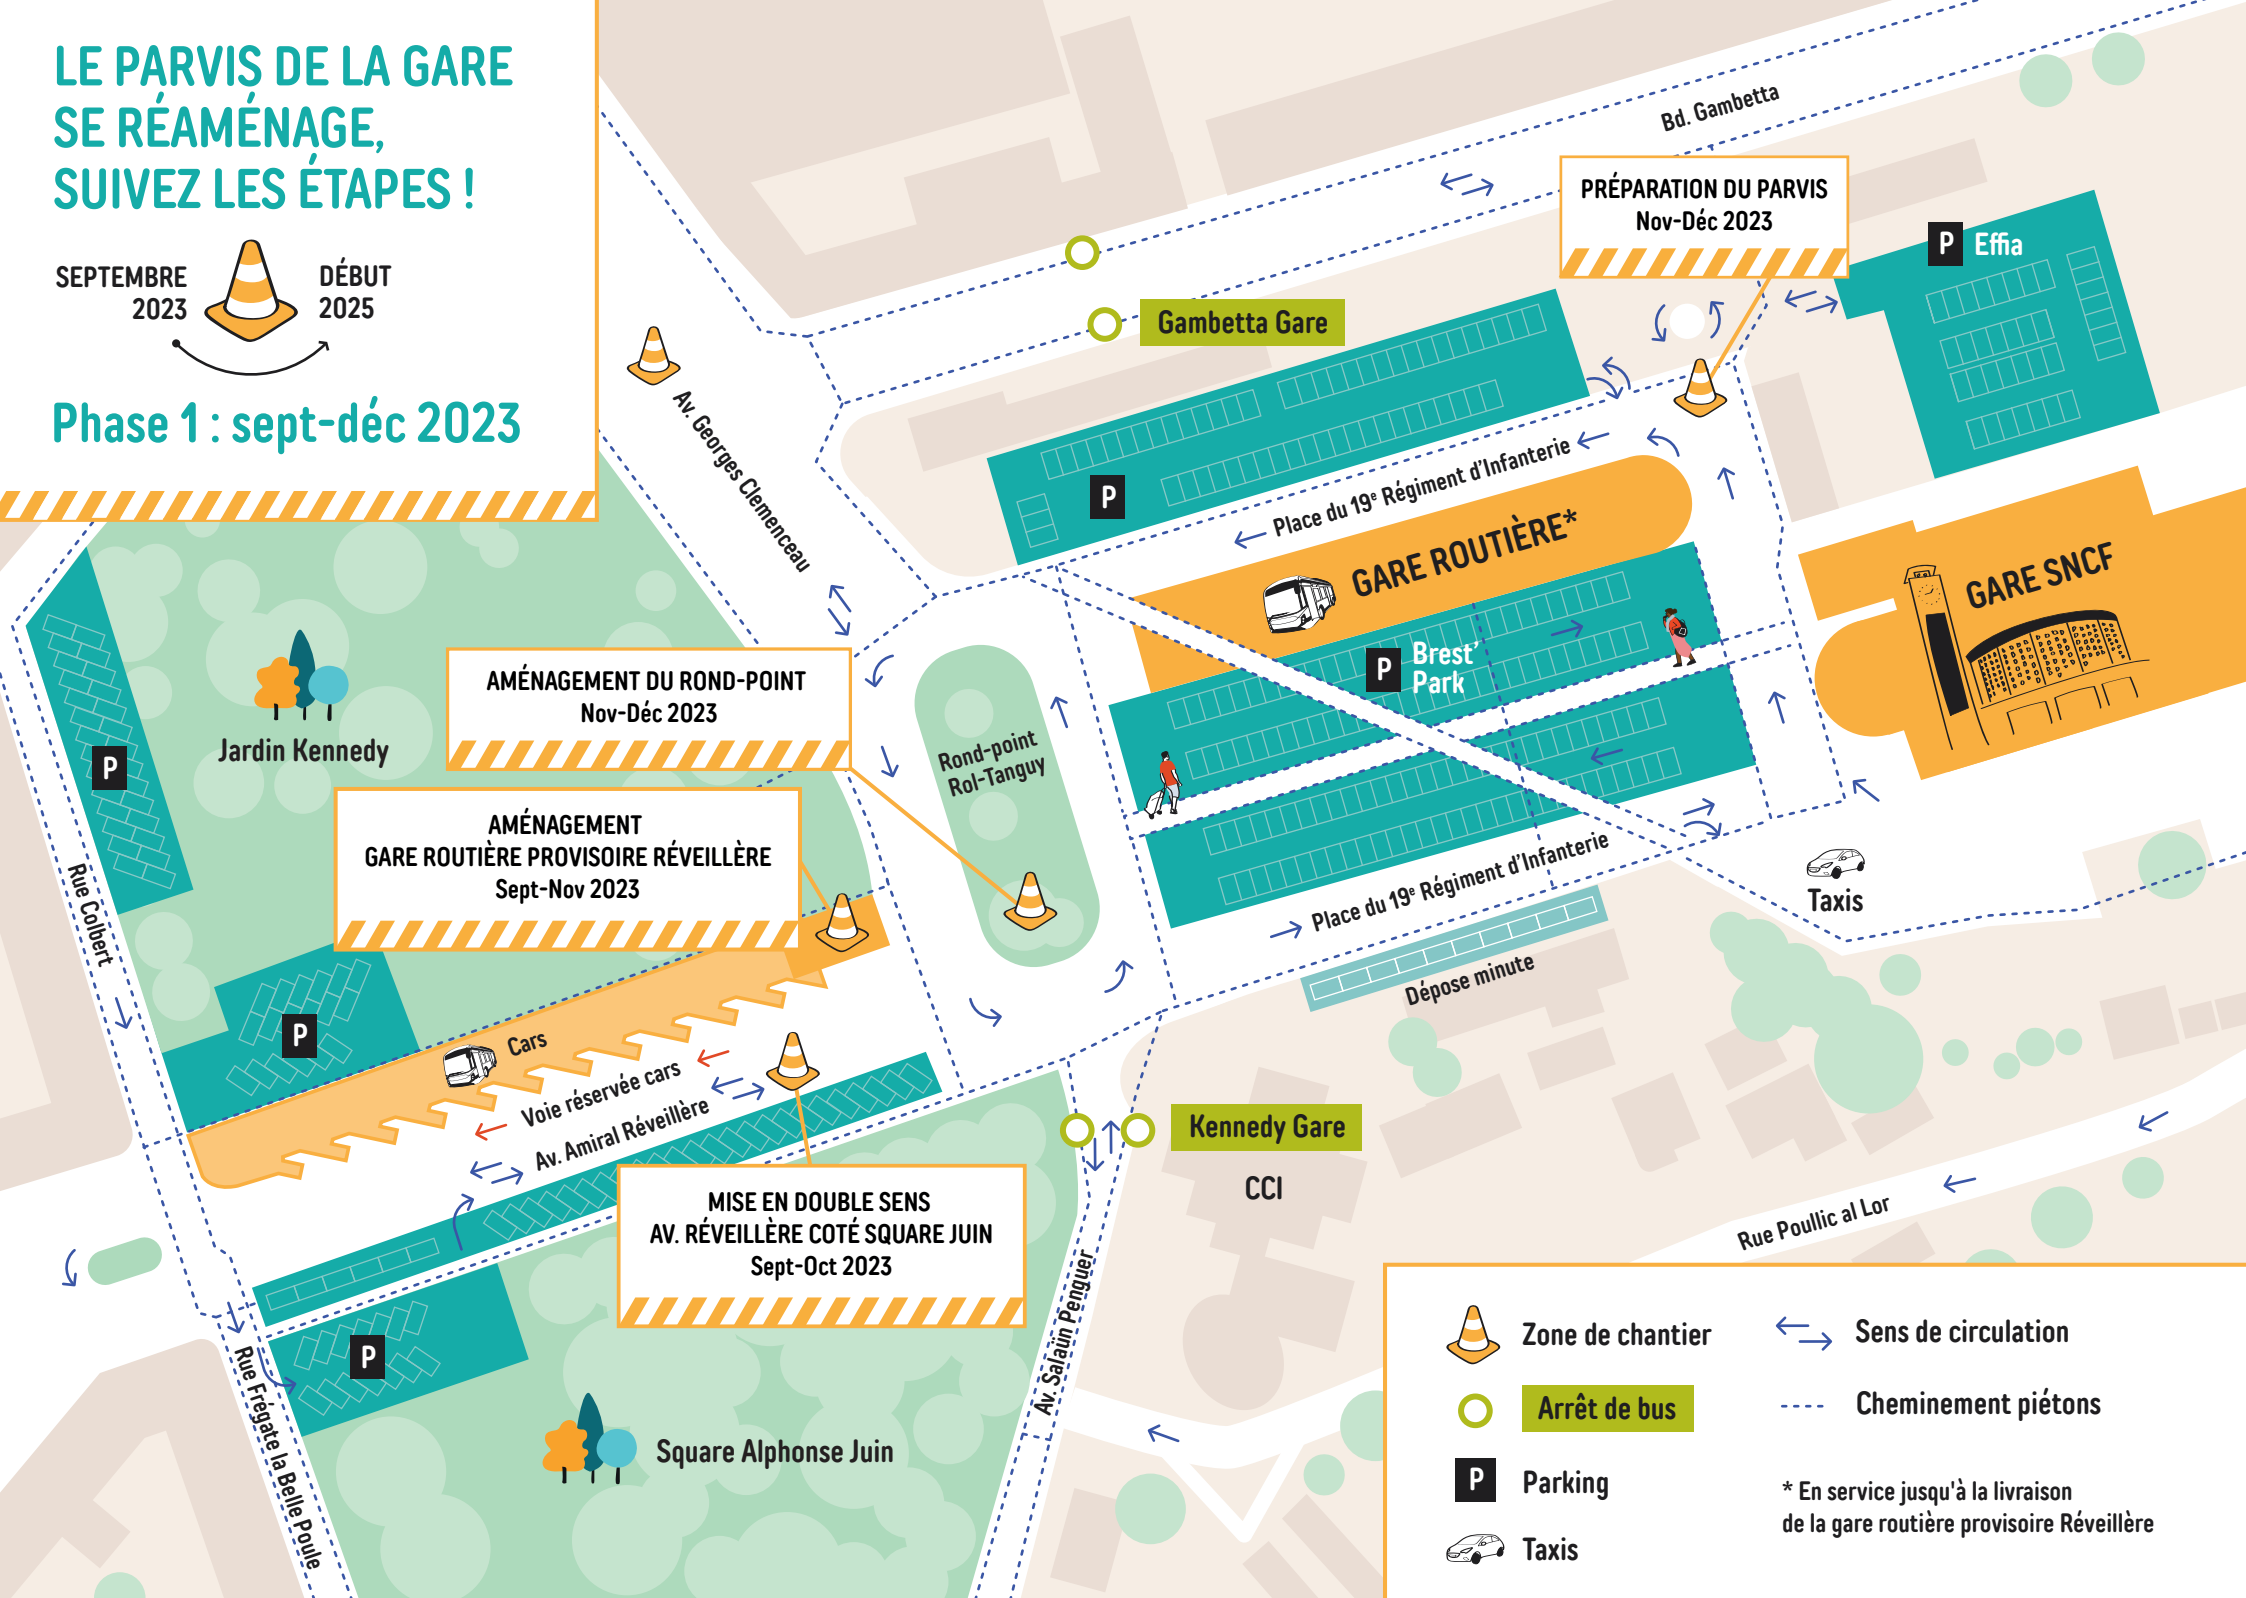 LE PARVIS DE LA GARE
SE RÉAMÉNAGE,
SUIVEZ LES ÉTAPES !
SEPTEMBRE
2023
DÉBUT
2025
Phase 1 : sept-déc 2023
Bd. Gambetta
PRÉPARATION DU PARVIS
Nov-Déc 2023
P Effia
Gambetta Gare
Av. Georges Clemenceau
P
Place du 19e Régiment d'Infanterie
GARE ROUTIÈRE*
GARE SNCF
P Brest'
Park
AMÉNAGEMENT DU ROND-POINT
Nov-Déc 2023
Jardin Kennedy
P
Rond-point
Rol-Tanguy
AMÉNAGEMENT
GARE ROUTIÈRE PROVISOIRE RÉVEILLÈRE
Sept-Nov 2023
Rue Colbert
Place du 19e Régiment d'Infanterie
Taxis
Dépose minute
P
Cars
Voie réservée cars
Av. Amiral Réveillère
Kennedy Gare
CCI
MISE EN DOUBLE SENS
AV. RÉVEILLÈRE COTÉ SQUARE JUIN
Sept-Oct 2023
Rue Poullic al Lor
Av. Salaün Penguer
P
Rue Frégate la Belle Poule
Square Alphonse Juin
Zone de chantier
Arrêt de bus
P Parking
Taxis
Sens de circulation
Cheminement piétons
* En service jusqu'à la livraison
de la gare routière provisoire Réveillère